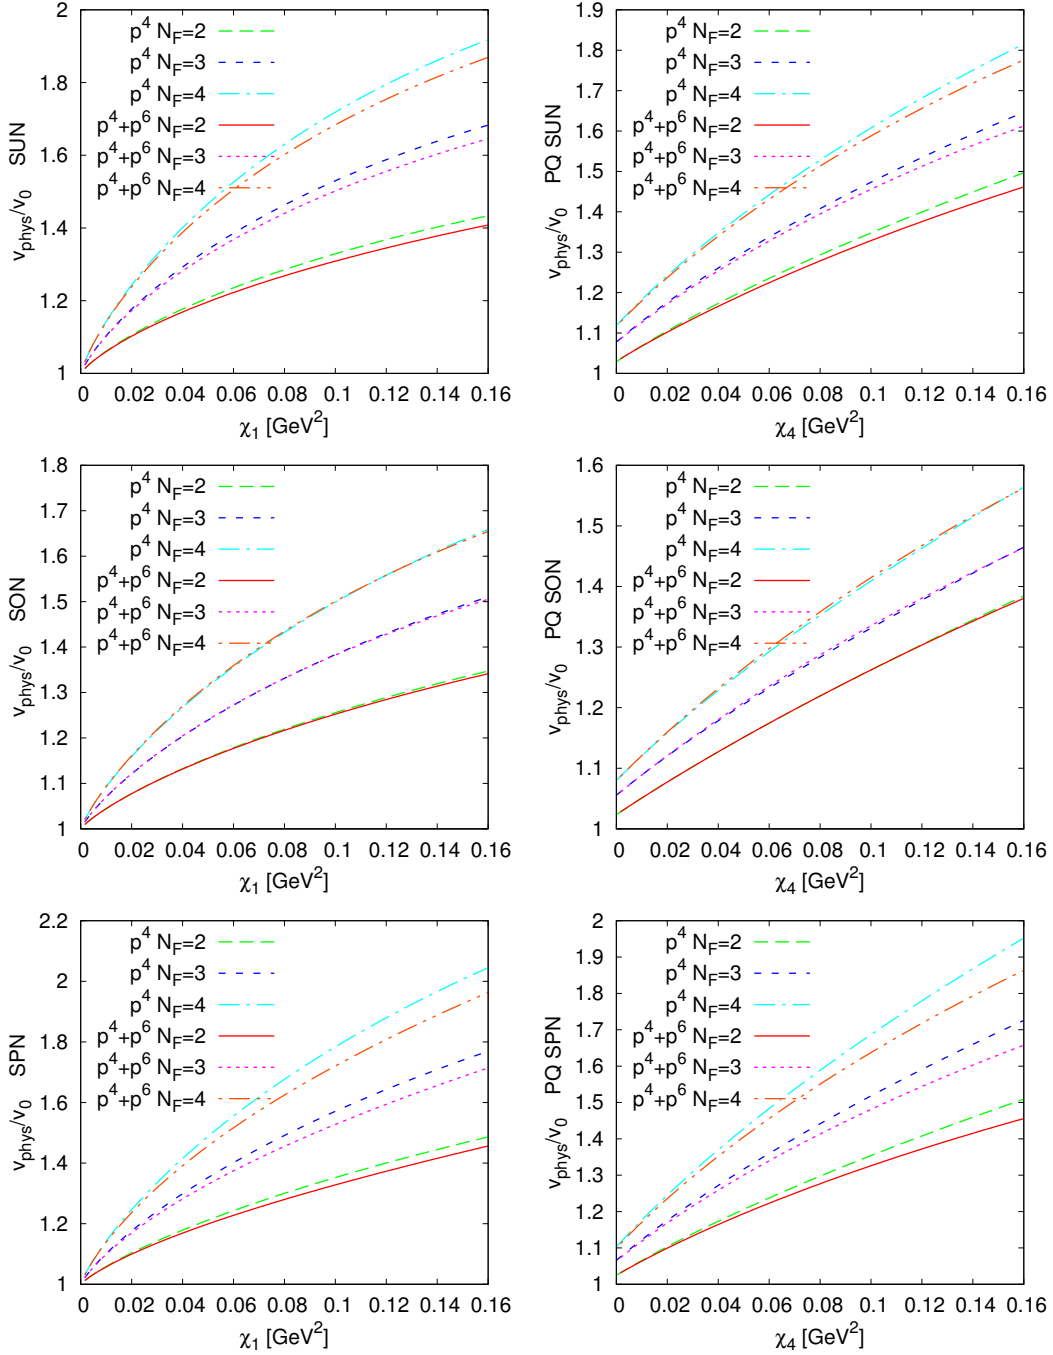 2
1.8
1.6
1.4
1.2
1
v_phys/v_0 SUN
p^4 N_F=2
p^4 N_F=3
p^4 N_F=4
p^4+p^6 N_F=2
p^4+p^6 N_F=3
p^4+p^6 N_F=4
0 0.02 0.04 0.06 0.08 0.1 0.12 0.14 0.16
χ_1 [GeV^2]
1.9
1.8
1.7
1.6
1.5
1.4
1.3
1.2
1.1
1
v_phys/v_0 PQ SUN
p^4 N_F=2
p^4 N_F=3
p^4 N_F=4
p^4+p^6 N_F=2
p^4+p^6 N_F=3
p^4+p^6 N_F=4
0 0.02 0.04 0.06 0.08 0.1 0.12 0.14 0.16
χ_4 [GeV^2]
1.8
1.7
1.6
1.5
1.4
1.3
1.2
1.1
1
v_phys/v_0 SON
p^4 N_F=2
p^4 N_F=3
p^4 N_F=4
p^4+p^6 N_F=2
p^4+p^6 N_F=3
p^4+p^6 N_F=4
0 0.02 0.04 0.06 0.08 0.1 0.12 0.14 0.16
χ_1 [GeV^2]
1.6
1.5
1.4
1.3
1.2
1.1
1
v_phys/v_0 PQ SON
p^4 N_F=2
p^4 N_F=3
p^4 N_F=4
p^4+p^6 N_F=2
p^4+p^6 N_F=3
p^4+p^6 N_F=4
0 0.02 0.04 0.06 0.08 0.1 0.12 0.14 0.16
χ_4 [GeV^2]
2.2
2
1.8
1.6
1.4
1.2
1
v_phys/v_0 SPN
p^4 N_F=2
p^4 N_F=3
p^4 N_F=4
p^4+p^6 N_F=2
p^4+p^6 N_F=3
p^4+p^6 N_F=4
0 0.02 0.04 0.06 0.08 0.1 0.12 0.14 0.16
χ_1 [GeV^2]
2
1.9
1.8
1.7
1.6
1.5
1.4
1.3
1.2
1.1
1
v_phys/v_0 PQ SPN
p^4 N_F=2
p^4 N_F=3
p^4 N_F=4
p^4+p^6 N_F=2
p^4+p^6 N_F=3
p^4+p^6 N_F=4
0 0.02 0.04 0.06 0.08 0.1 0.12 0.14 0.16
χ_4 [GeV^2]